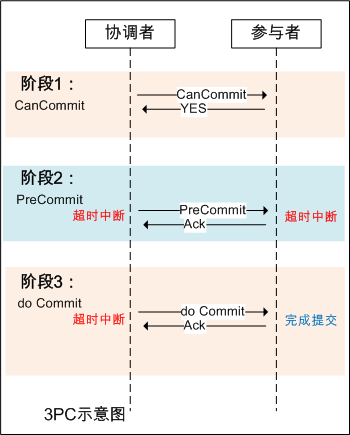 协调者
参与者
阶段1：
CanCommit
CanCommit
YES
阶段2：
PreCommit
超时中断
PreCommit
Ack
超时中断
阶段3：
do Commit
超时中断
do Commit
Ack
完成提交
3PC示意图